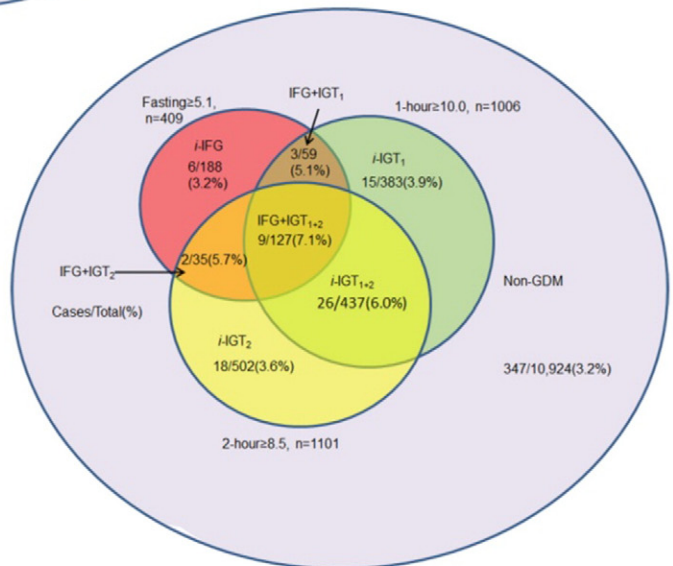 IFG+IGT₁
Fasting≥5.1,
n=409
1-hour≥10.0, n=1006
i-IFG
6/188
(3.2%)
3/59
(5.1%)
i-IGT₁
15/383(3.9%)
IFG+IGT₁₊₂
9/127(7.1%)
2/35(5.7%)
IFG+IGT₂
i-IGT₁₊₂
26/437(6.0%)
Non-GDM
Cases/Total(%)
i-IGT₂
18/502(3.6%)
347/10,924(3.2%)
2-hour≥8.5, n=1101